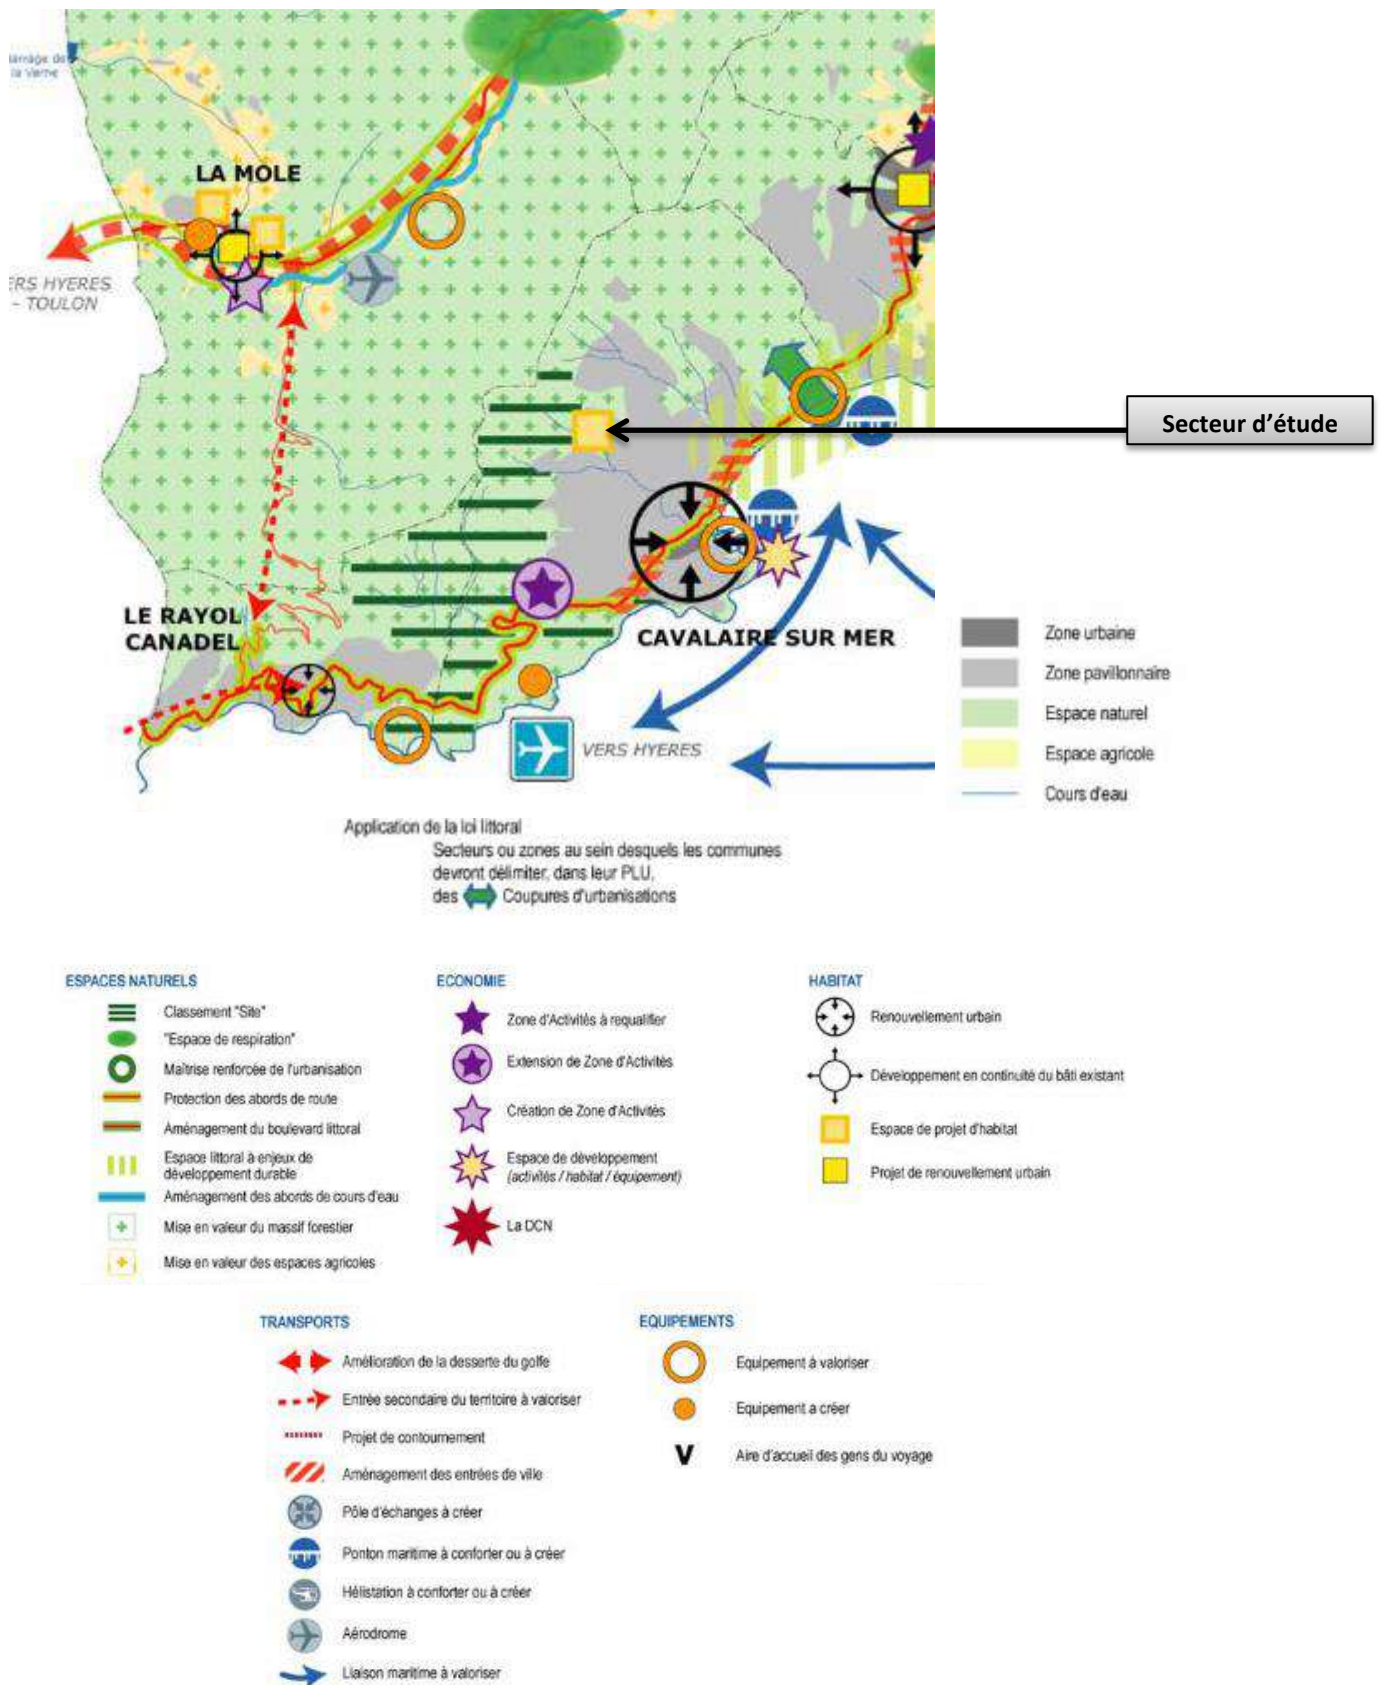 la Verne
LA MOLE
ERS HYERES
- TOULON
Secteur d'étude
LE RAYOL
CANADEL
CAVALAIRE SUR MER
VERS HYERES
Zone urbaine
Zone pavillonnaire
Espace naturel
Espace agricole
Cours d'eau
Application de la loi littoral
Secteurs ou zones au sein desquels les communes
devront délimiter, dans leur PLU,
des Coupures d'urbanisations
ESPACES NATURELS
Classement "Site"
"Espace de respiration"
Maîtrise renforcée de l'urbanisation
Protection des abords de route
Aménagement du boulevard littoral
Espace littoral à enjeux de
développement durable
Aménagement des abords de cours d'eau
Mise en valeur du massif forestier
Mise en valeur des espaces agricoles
ECONOMIE
Zone d'Activités à requalifier
Extension de Zone d'Activités
Création de Zone d'Activités
Espace de développement
(activités / habitat / équipement)
La DCN
HABITAT
Renouvellement urbain
Développement en continuité du bâti existant
Espace de projet d'habitat
Projet de renouvellement urbain
TRANSPORTS
Amélioration de la desserte du golfe
Entrée secondaire du territoire à valoriser
Projet de contournement
Aménagement des entrées de ville
Pôle d'échanges à créer
Ponton maritime à conforter ou à créer
Hélistation à conforter ou à créer
Aérodrome
Liaison maritime à valoriser
EQUIPEMENTS
Equipement à valoriser
Equipement a créer
V Aire d'accueil des gens du voyage